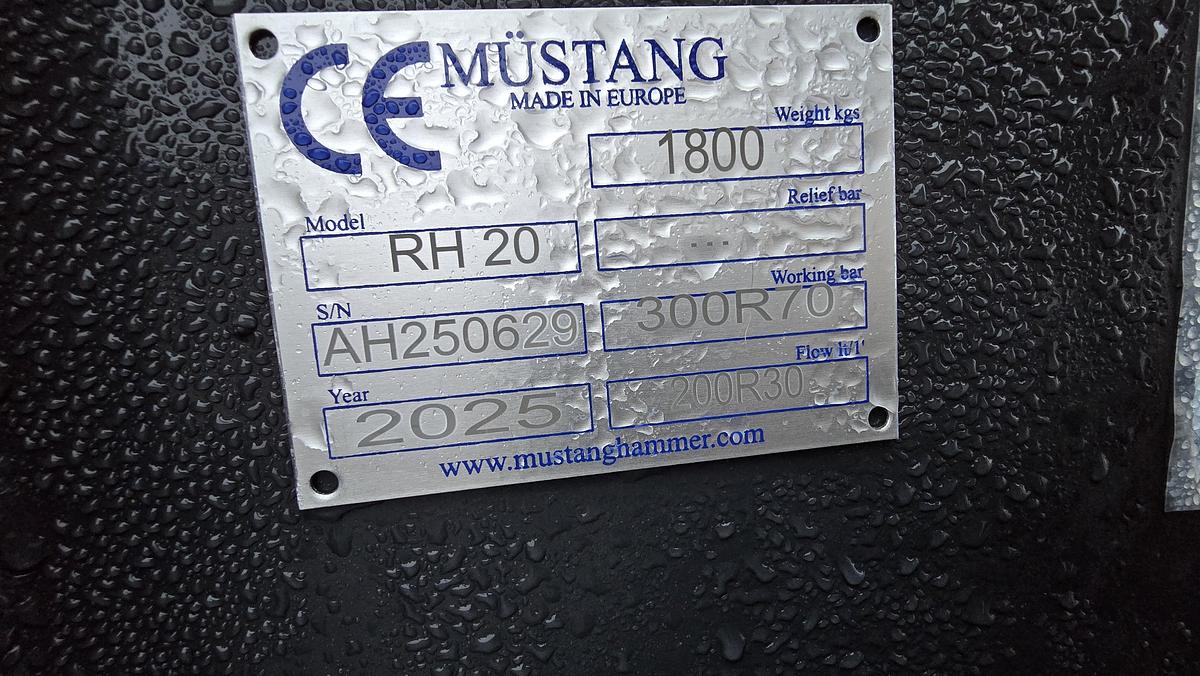 CE MÜSTANG
MADE IN EUROPE
Weight kgs
1800
Model
RH 20
Relief bar
...
S/N
AH250629
Working bar
300R70
Year
2025
Flow lt/1'
200R30
www.mustanghammer.com